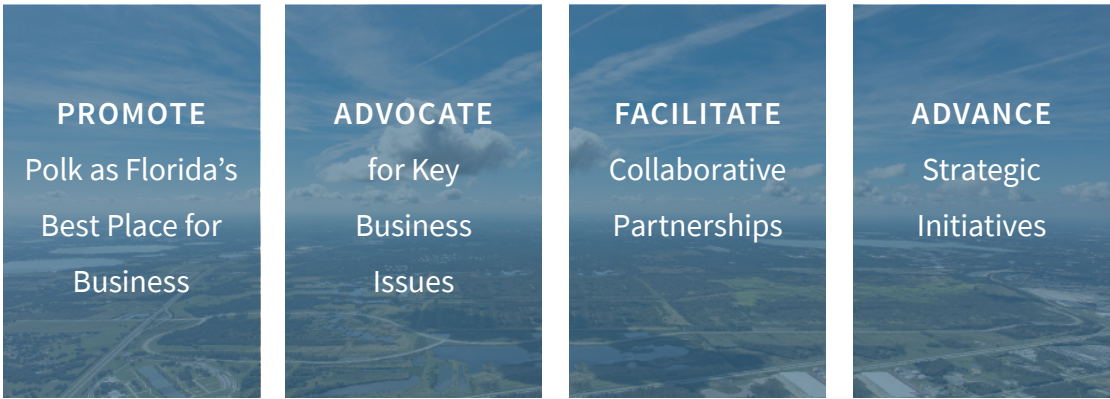 PROMOTE
Polk as Florida’s
Best Place for
Business
ADVOCATE
for Key
Business
Issues
FACILITATE
Collaborative
Partnerships
ADVANCE
Strategic
Initiatives